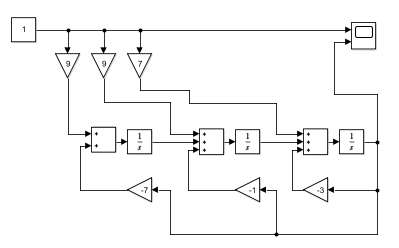 1
9 9 7
+ + + + + + + +
1/s 1/s 1/s
-7 -1 -3